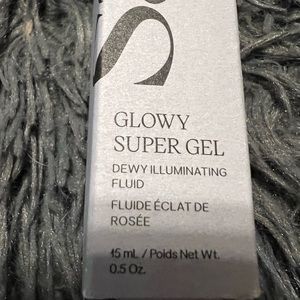 GLOWY
SUPER GEL
DEWY ILLUMINATING
FLUID
FLUIDE ÉCLAT DE
ROSÉE
15 mL / Poids Net Wt.
0.5 Oz.